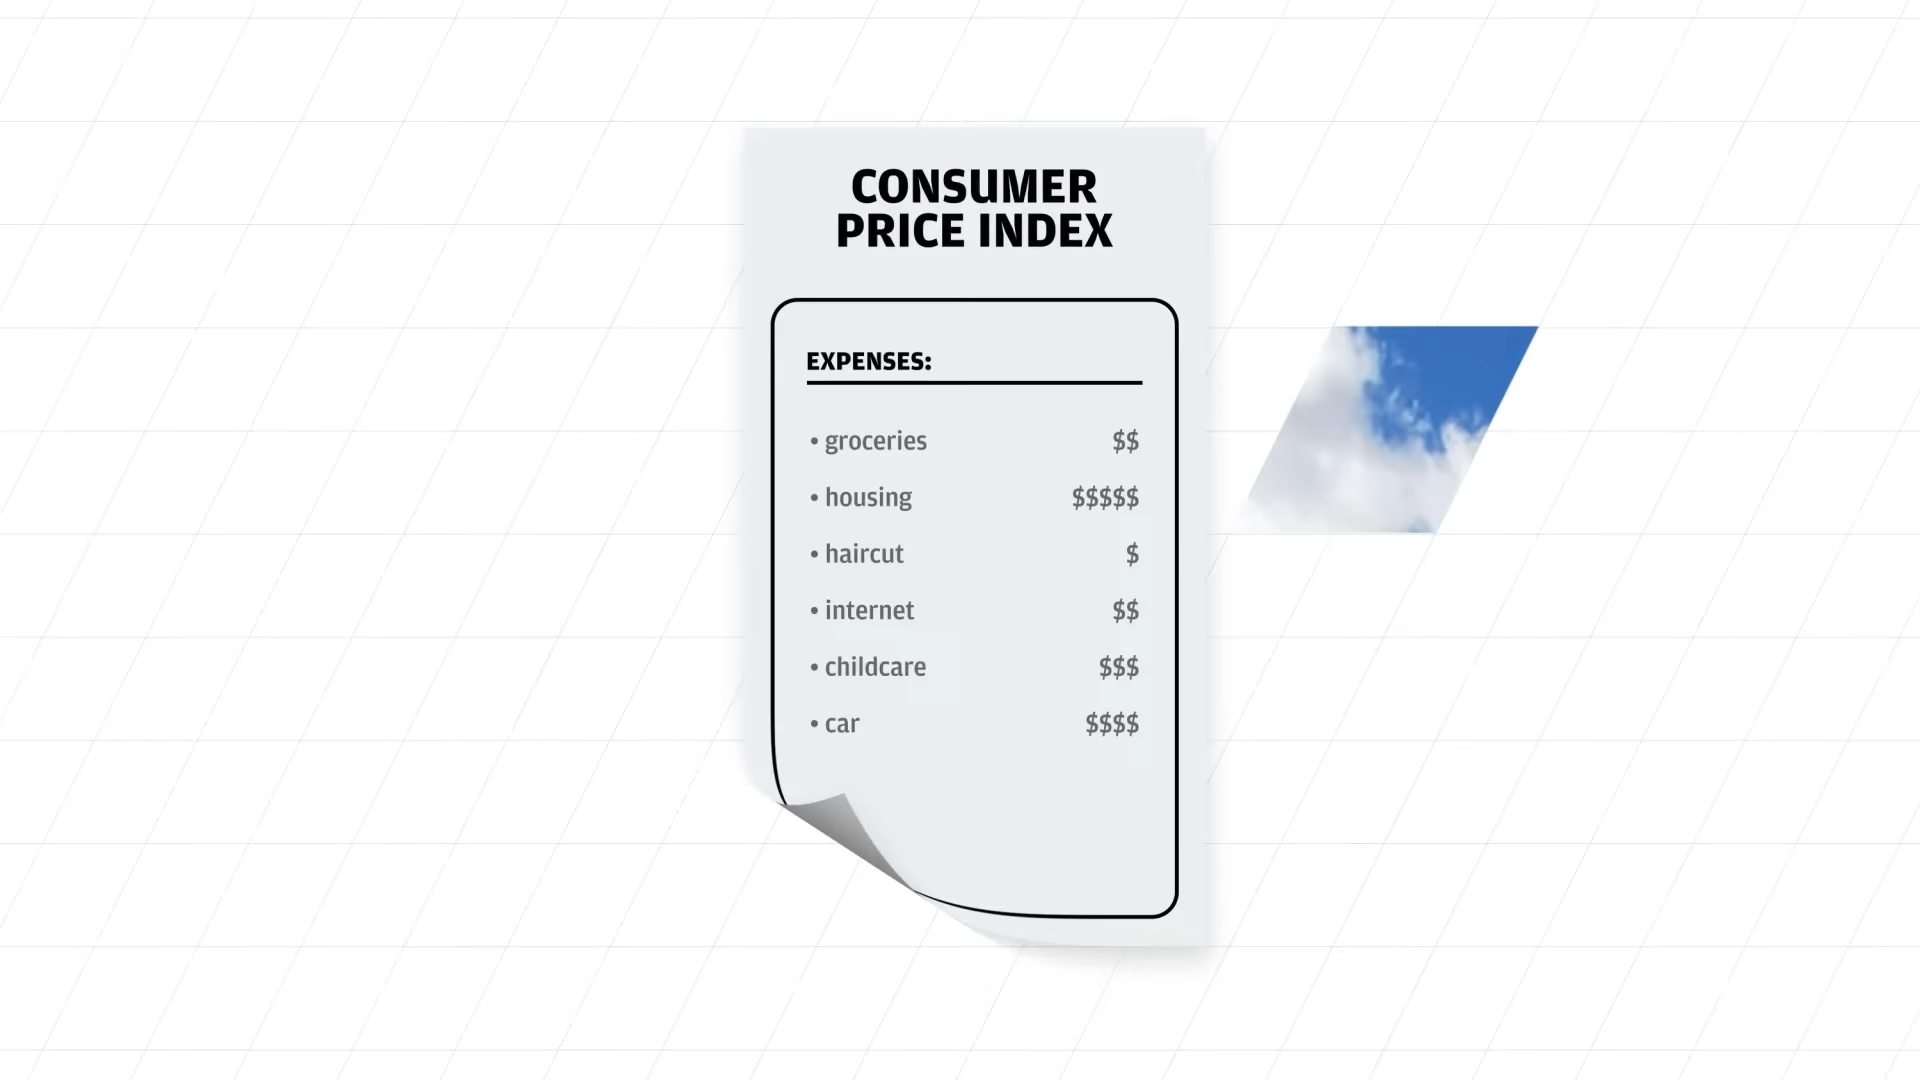 CONSUMER
PRICE INDEX
EXPENSES:
• groceries $$
• housing $$$$$
• haircut $
• internet $$
• childcare $$$
• car $$$$